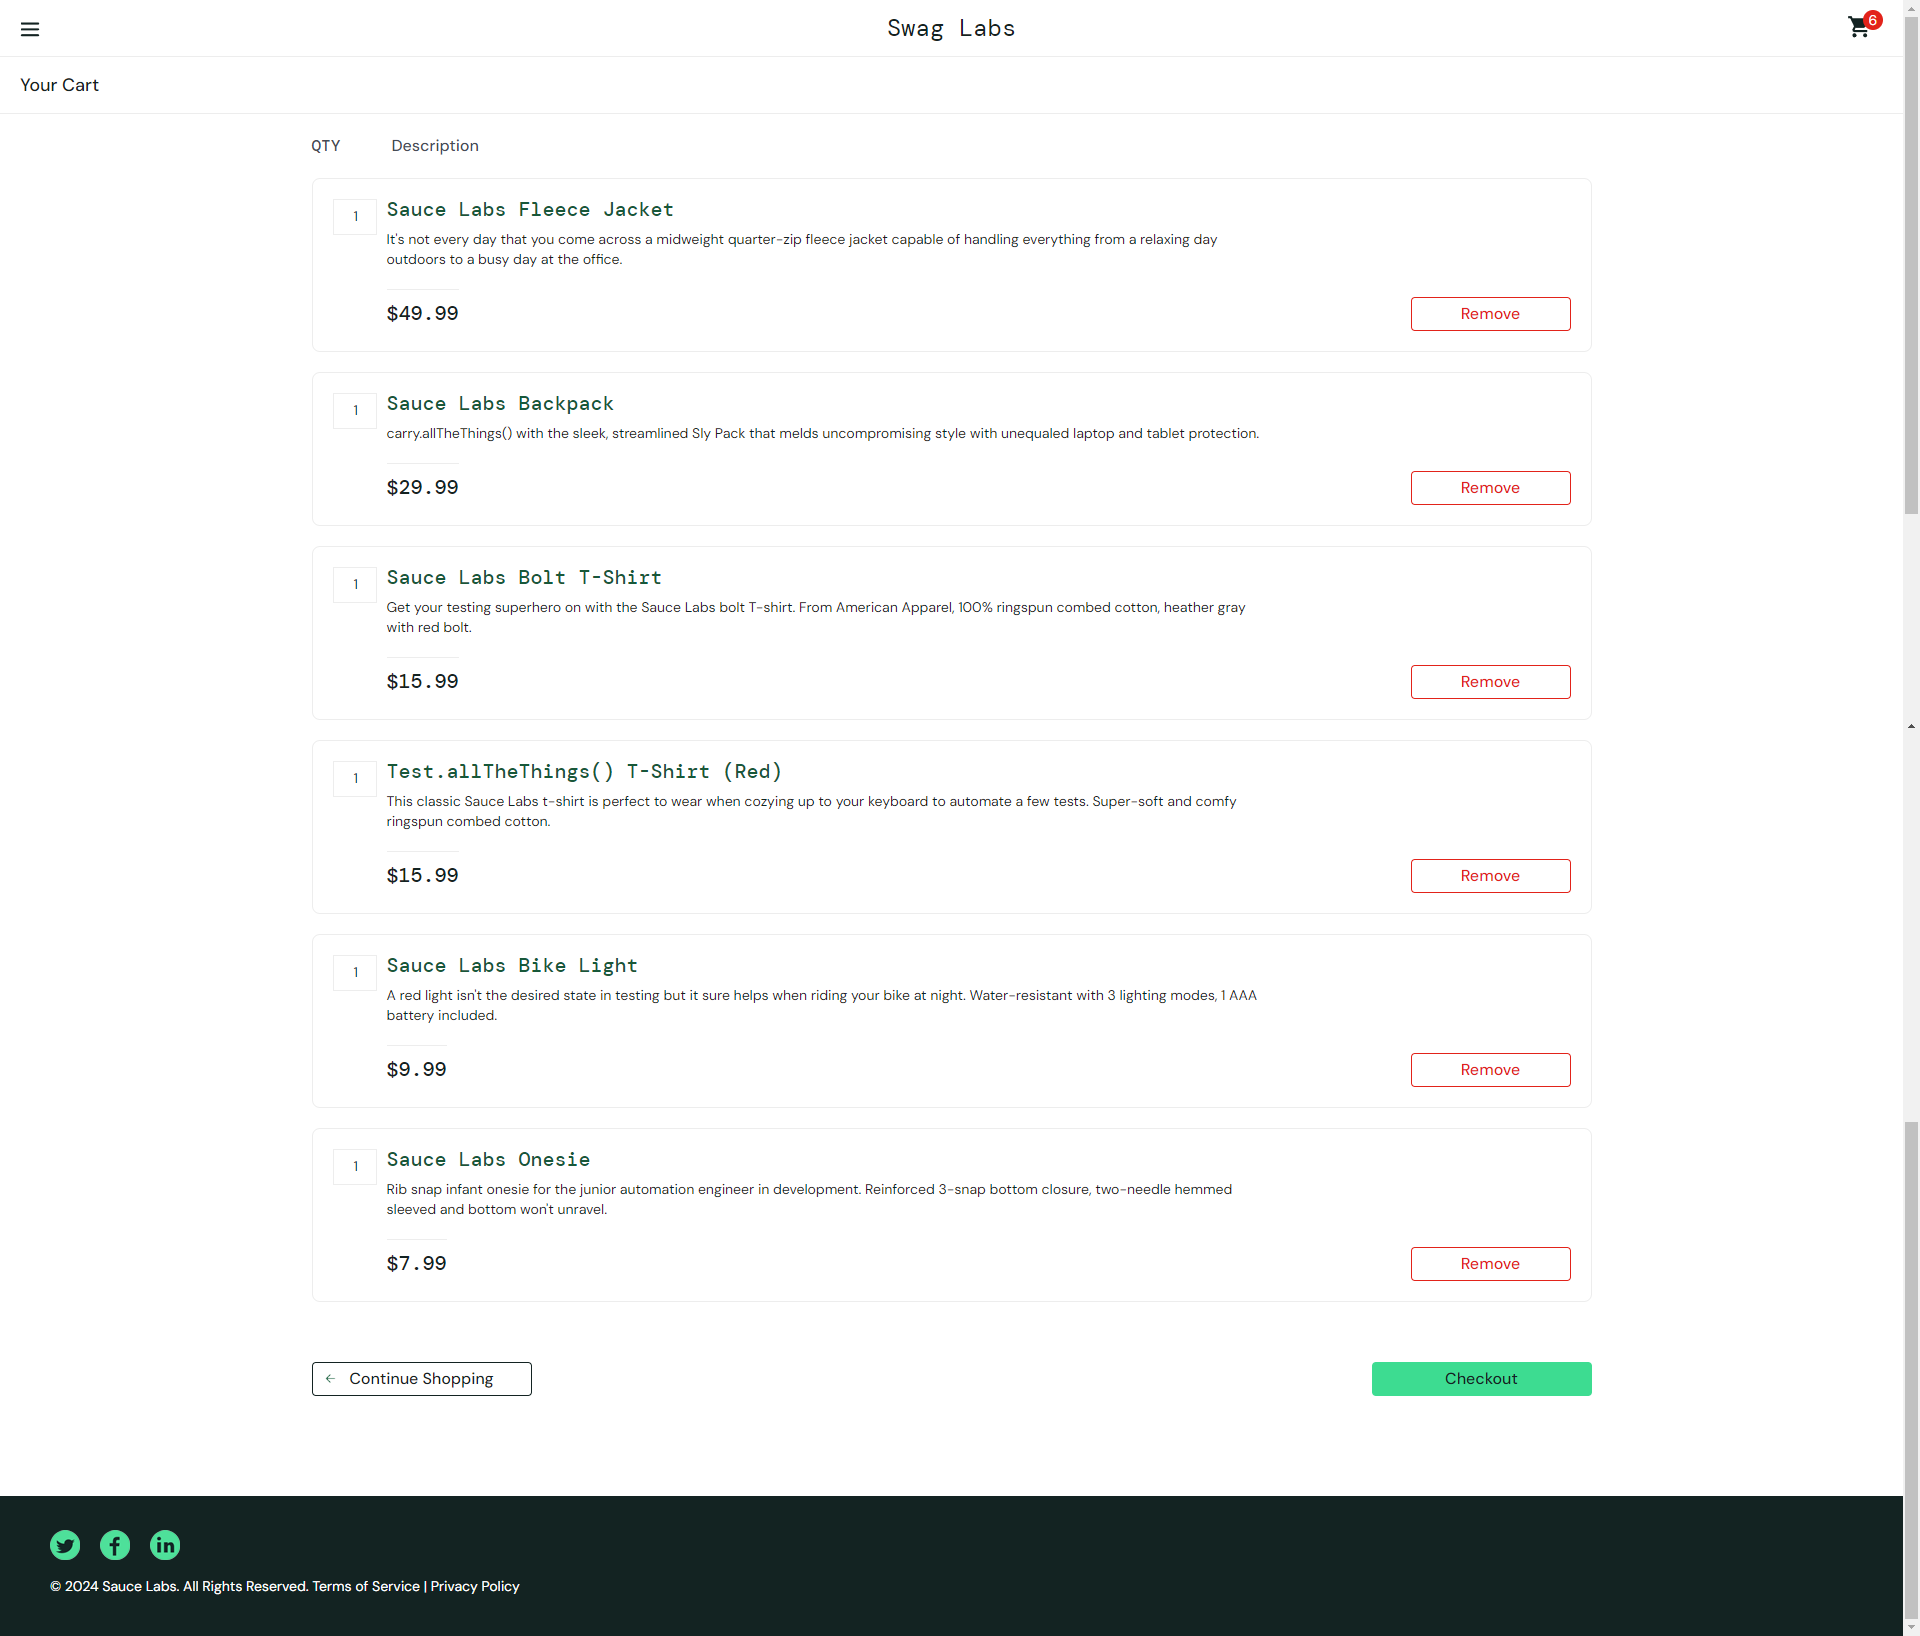 Swag Labs
6
Your Cart
QTY Description
1 Sauce Labs Fleece Jacket
It's not every day that you come across a midweight quarter-zip fleece jacket capable of handling everything from a relaxing day
outdoors to a busy day at the office.
$49.99 Remove
1 Sauce Labs Backpack
carry.allTheThings() with the sleek, streamlined Sly Pack that melds uncompromising style with unequaled laptop and tablet protection.
$29.99 Remove
1 Sauce Labs Bolt T-Shirt
Get your testing superhero on with the Sauce Labs bolt T-shirt. From American Apparel, 100% ringspun combed cotton, heather gray
with red bolt.
$15.99 Remove
1 Test.allTheThings() T-Shirt (Red)
This classic Sauce Labs t-shirt is perfect to wear when cozying up to your keyboard to automate a few tests. Super-soft and comfy
ringspun combed cotton.
$15.99 Remove
1 Sauce Labs Bike Light
A red light isn't the desired state in testing but it sure helps when riding your bike at night. Water-resistant with 3 lighting modes, 1 AAA
battery included.
$9.99 Remove
1 Sauce Labs Onesie
Rib snap infant onesie for the junior automation engineer in development. Reinforced 3-snap bottom closure, two-needle hemmed
sleeved and bottom won't unravel.
$7.99 Remove
Continue Shopping Checkout
© 2024 Sauce Labs. All Rights Reserved. Terms of Service | Privacy Policy